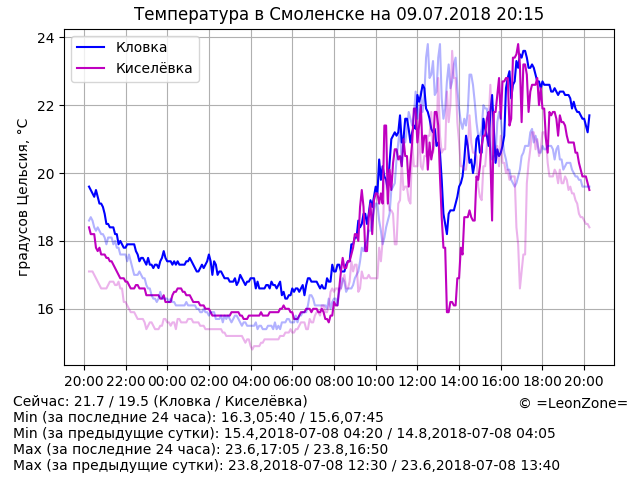 Температура в Смоленске на 09.07.2018 20:15
градусов Цельсия, °C
24
22
20
18
16
Кловка
Киселёвка
20:00 22:00 00:00 02:00 04:00 06:00 08:00 10:00 12:00 14:00 16:00 18:00 20:00
Сейчас: 21.7 / 19.5 (Кловка / Киселёвка)
© =LeonZone=
Min (за последние 24 часа): 16.3,05:40 / 15.6,07:45
Min (за предыдущие сутки): 15.4,2018-07-08 04:20 / 14.8,2018-07-08 04:05
Max (за последние 24 часа): 23.6,17:05 / 23.8,16:50
Max (за предыдущие сутки): 23.8,2018-07-08 12:30 / 23.6,2018-07-08 13:40